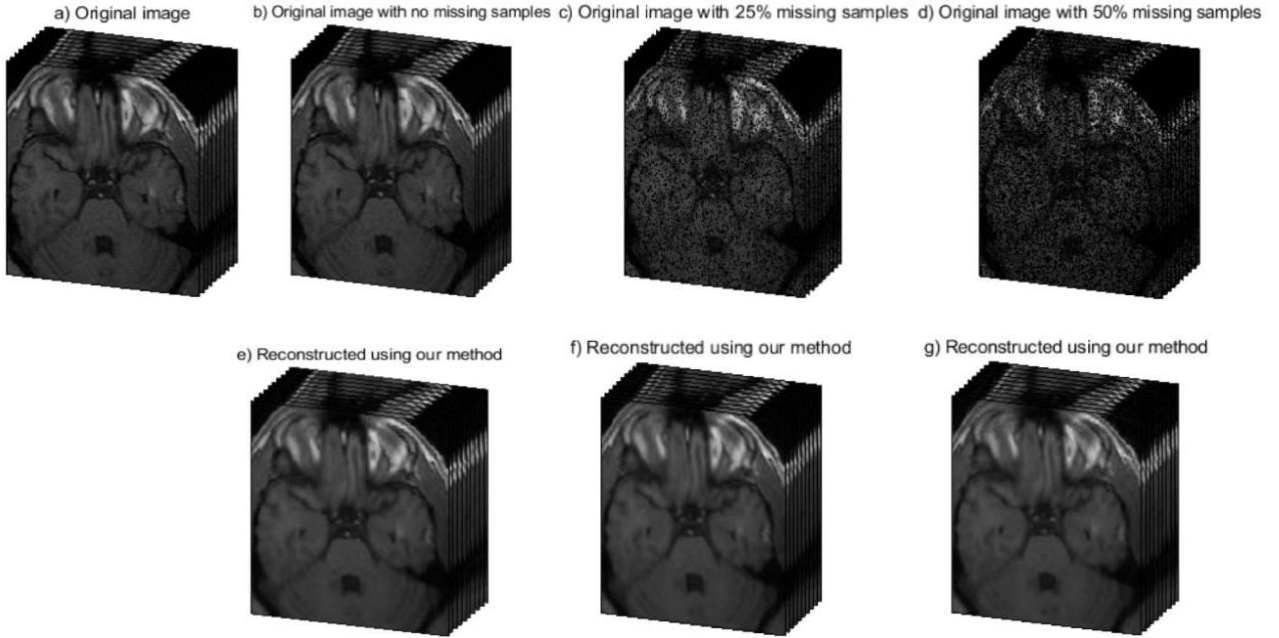 a) Original image
b) Original image with no missing samples
c) Original image with 25% missing samples
d) Original image with 50% missing samples
e) Reconstructed using our method
f) Reconstructed using our method
g) Reconstructed using our method